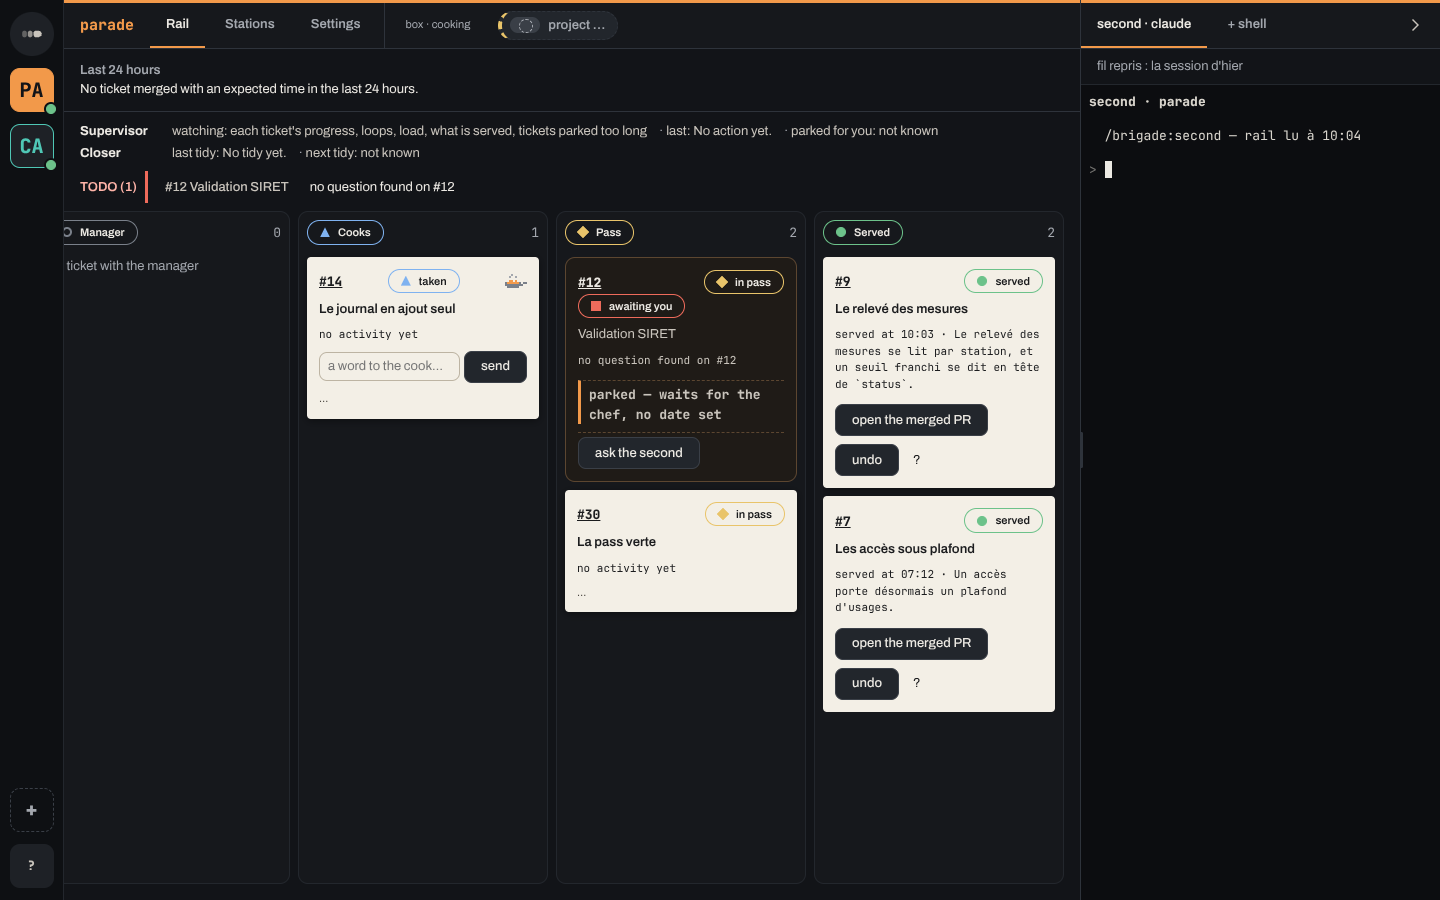 parade Rail Stations Settings box · cooking project ...
second · claude + shell
PA
CA
+
?
Last 24 hours
No ticket merged with an expected time in the last 24 hours.
Supervisor watching: each ticket's progress, loops, load, what is served, tickets parked too long · last: No action yet. · parked for you: not known
Closer last tidy: No tidy yet. · next tidy: not known
TODO (1) #12 Validation SIRET no question found on #12
Manager 0
ticket with the manager
Cooks 1
#14 taken
Le journal en ajout seul
no activity yet
a word to the cook... send
...
Pass 2
#12 in pass
awaiting you
Validation SIRET
no question found on #12
parked — waits for the
chef, no date set
ask the second
#30 in pass
La pass verte
no activity yet
...
Served 2
#9 served
Le relevé des mesures
served at 10:03 · Le relevé des
mesures se lit par station, et
un seuil franchi se dit en tête
de `status`.
open the merged PR
undo ?
#7 served
Les accès sous plafond
served at 07:12 · Un accès
porte désormais un plafond
d'usages.
open the merged PR
undo ?
fil repris : la session d'hier
second · parade
/brigade:second — rail lu à 10:04
>